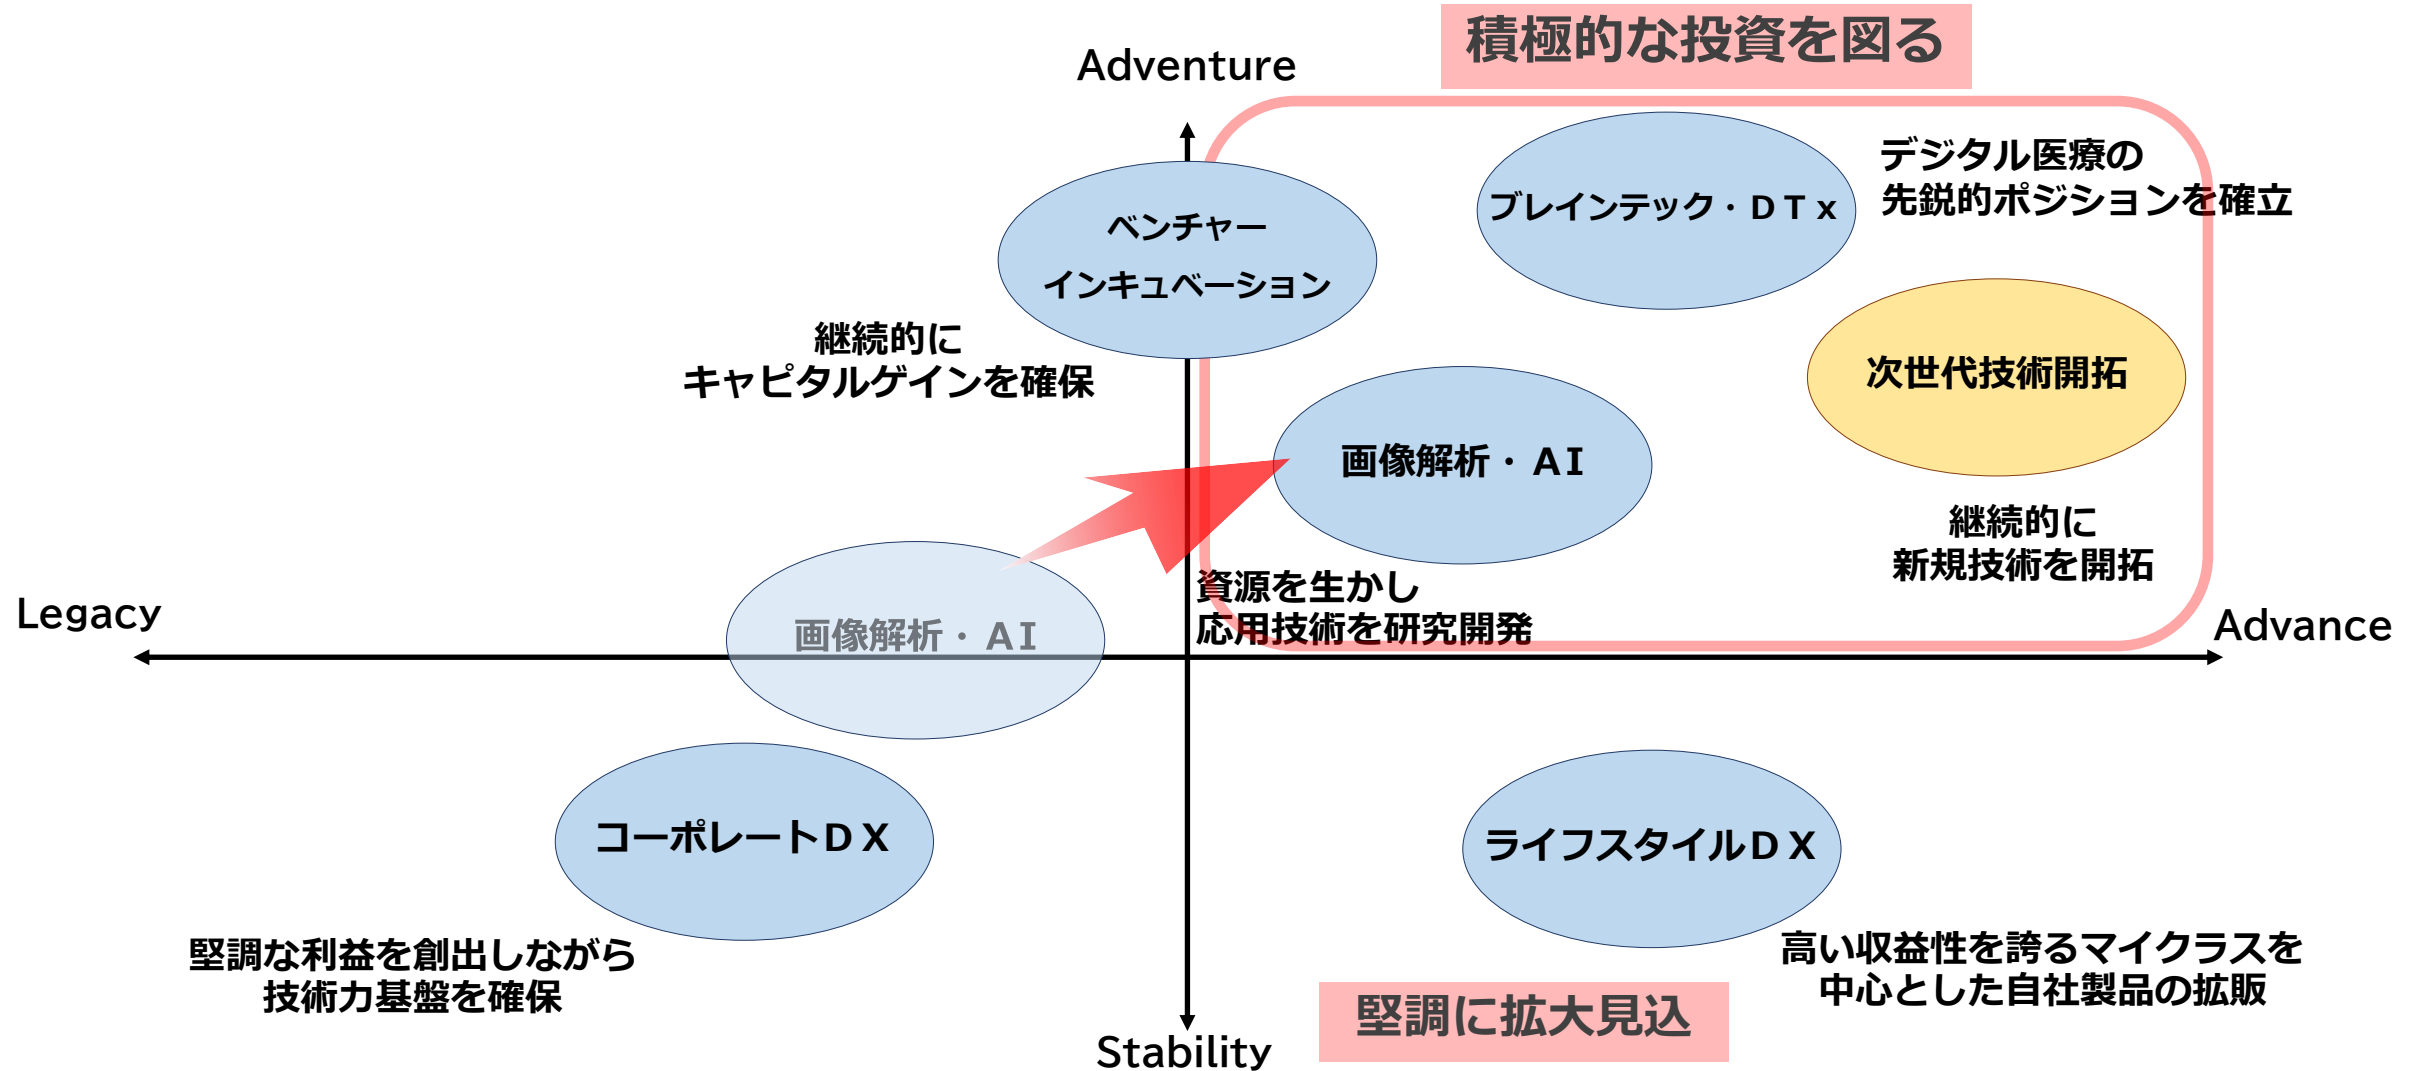 積極的な投資を図る
Adventure
デジタル医療の
先鋭的ポジションを確立
ブレインテック・ＤＴｘ
ベンチャー
インキュベーション
継続的に
キャピタルゲインを確保
次世代技術開拓
画像解析・ＡＩ
継続的に
新規技術を開拓
資源を生かし
応用技術を研究開発
Legacy
画像解析・ＡＩ
Advance
コーポレートＤＸ
ライフスタイルＤＸ
堅調な利益を創出しながら
技術力基盤を確保
高い収益性を誇るマイクラスを
中心とした自社製品の拡販
堅調に拡大見込
Stability